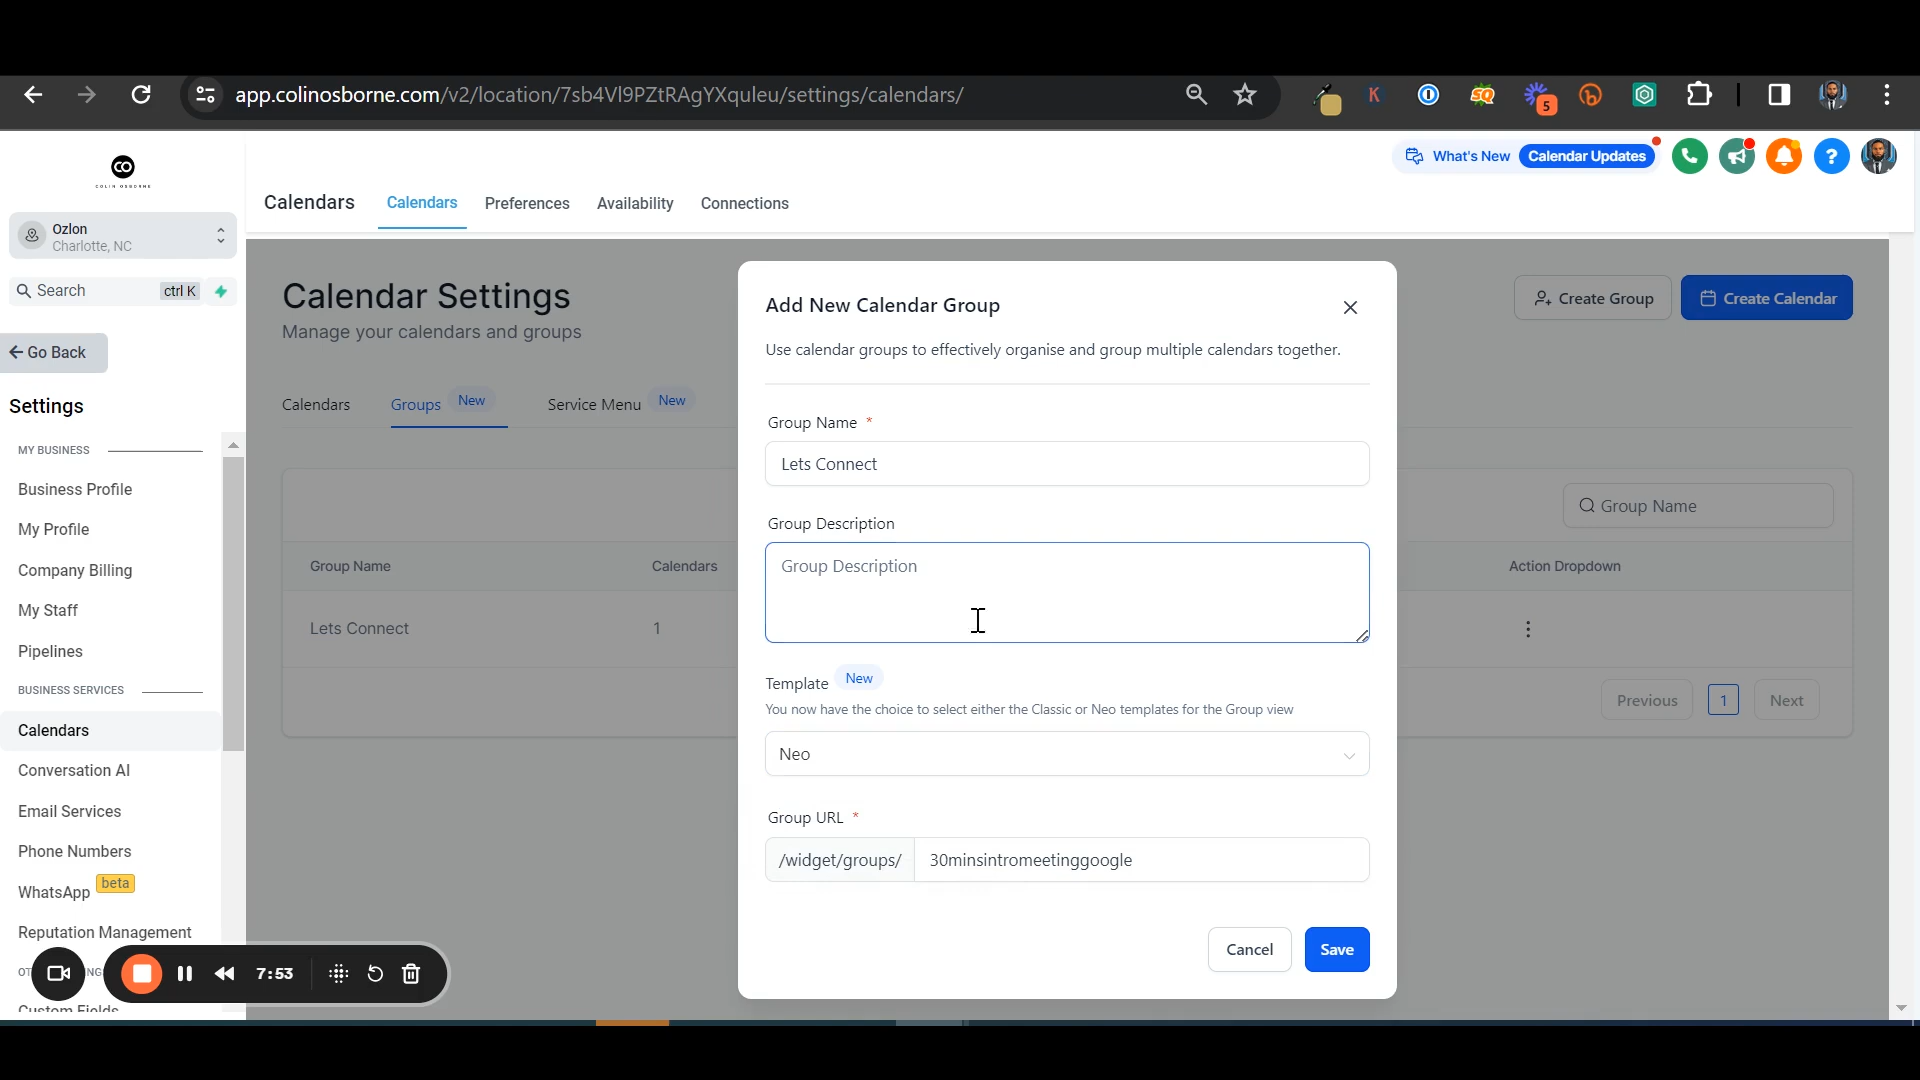 app.colinosborne.com/v2/location/7sb4Vl9PZtRAgYXquleu/settings/calendars/
K
SQ
5
What's New
Calendar Updates
?
CO
COLIN OSBORNE
Calendars
Calendars
Preferences
Availability
Connections
Ozlon
Charlotte, NC
Search
ctrl K
Go Back
Settings
MY BUSINESS
Business Profile
My Profile
Company Billing
My Staff
Pipelines
BUSINESS SERVICES
Calendars
Conversation AI
Email Services
Phone Numbers
WhatsApp
beta
Reputation Management
Custom Fields
7:53
Calendar Settings
Manage your calendars and groups
Create Group
Create Calendar
Calendars
Groups
New
Service Menu
New
Group Name
Group Name
Calendars
Action Dropdown
Lets Connect
1
Previous
1
Next
Add New Calendar Group
Use calendar groups to effectively organise and group multiple calendars together.
Group Name *
Lets Connect
Group Description
Group Description
Template
New
You now have the choice to select either the Classic or Neo templates for the Group view
Neo
Group URL *
/widget/groups/
30minsintromeetinggoogle
Cancel
Save